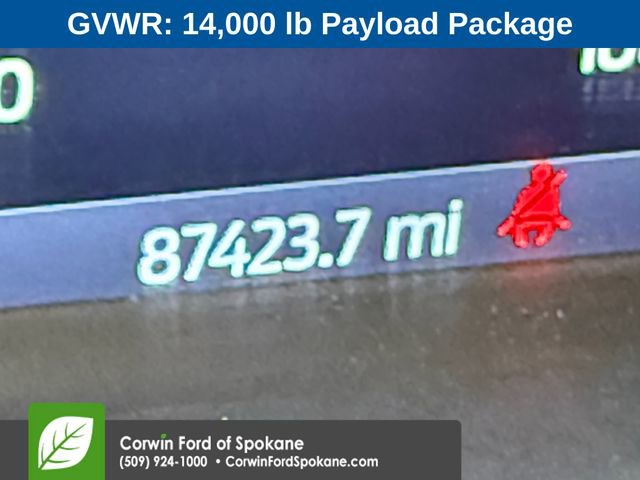 GVWR: 14,000 lb Payload Package
87423.7 mi
Corwin Ford of Spokane
(509) 924-1000 • CorwinFordSpokane.com